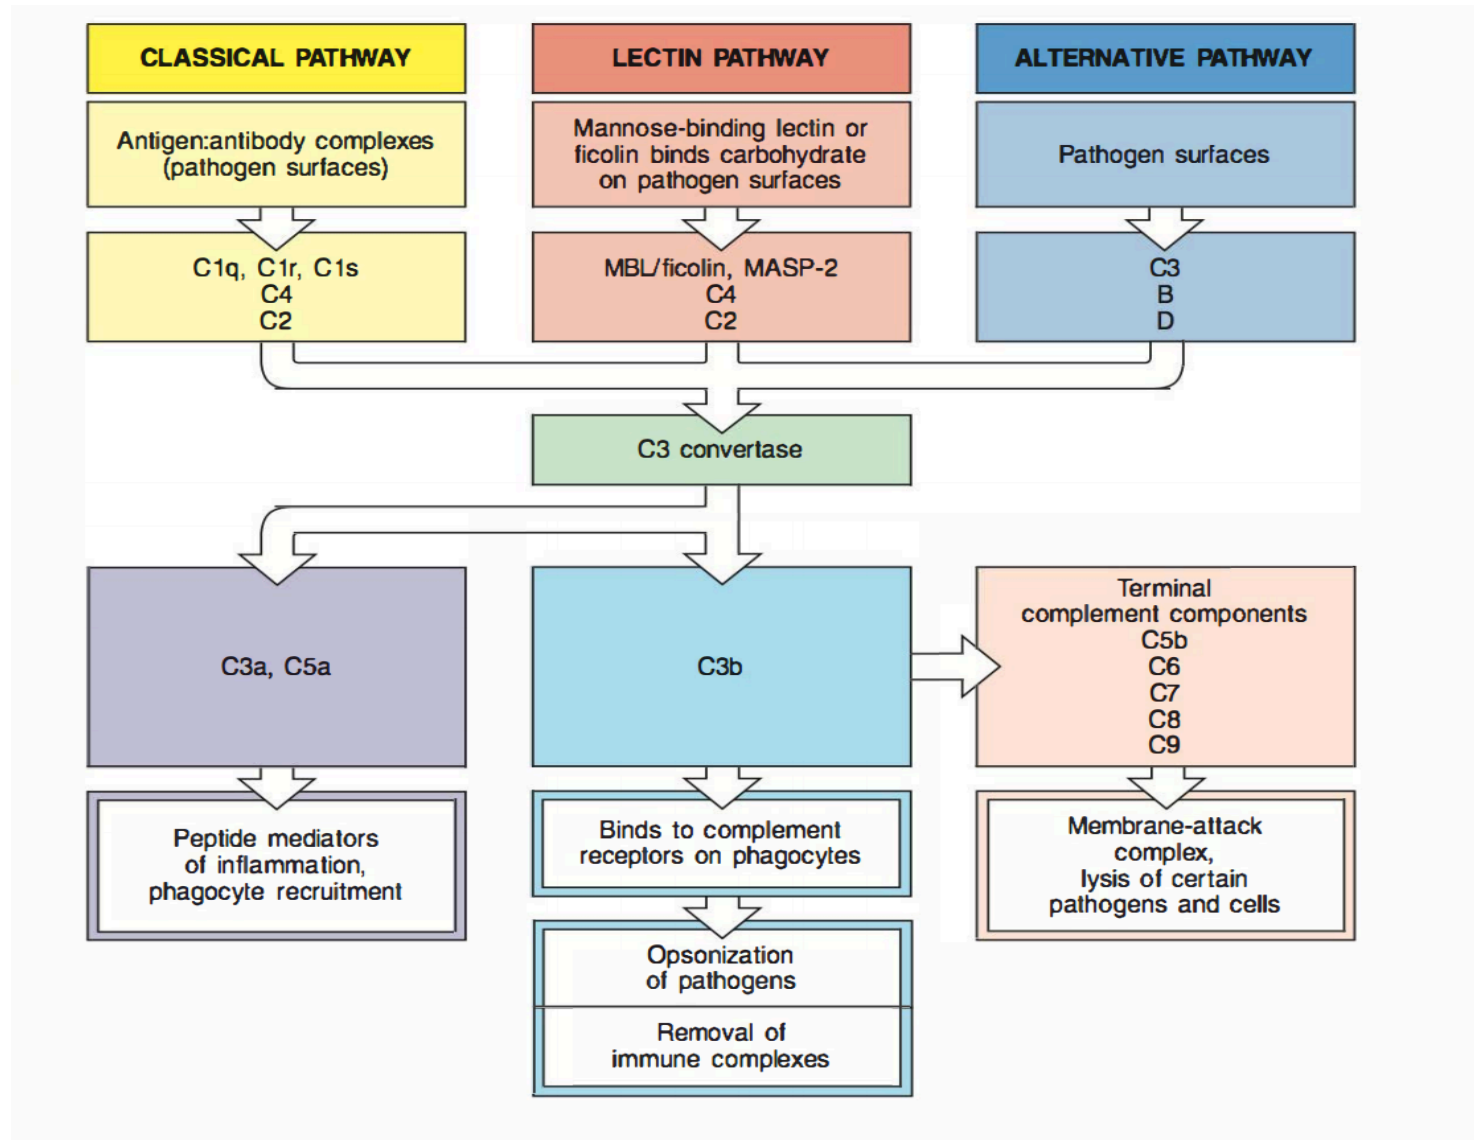 CLASSICAL PATHWAY
LECTIN PATHWAY
ALTERNATIVE PATHWAY
Antigen:antibody complexes
(pathogen surfaces)
Mannose-binding lectin or
ficolin binds carbohydrate
on pathogen surfaces
Pathogen surfaces
C1q, C1r, C1s
C4
C2
MBL/ficolin, MASP-2
C4
C2
C3
B
D
C3 convertase
C3a, C5a
C3b
Terminal
complement components
C5b
C6
C7
C8
C9
Peptide mediators
of inflammation,
phagocyte recruitment
Binds to complement
receptors on phagocytes
Opsonization
of pathogens
Removal of
immune complexes
Membrane-attack
complex,
lysis of certain
pathogens and cells